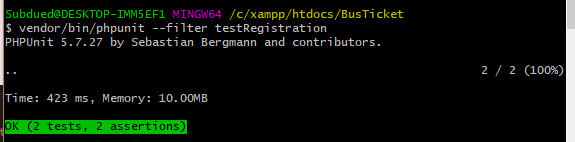 Subdued@DESKTOP-IMM5EF1 MINGW64 /c/xampp/htdocs/BusTicket
$ vendor/bin/phpunit --filter testRegistration
PHPUnit 5.7.27 by Sebastian Bergmann and contributors.
.. 2 / 2 (100%)
Time: 423 ms, Memory: 10.00MB
OK (2 tests, 2 assertions)